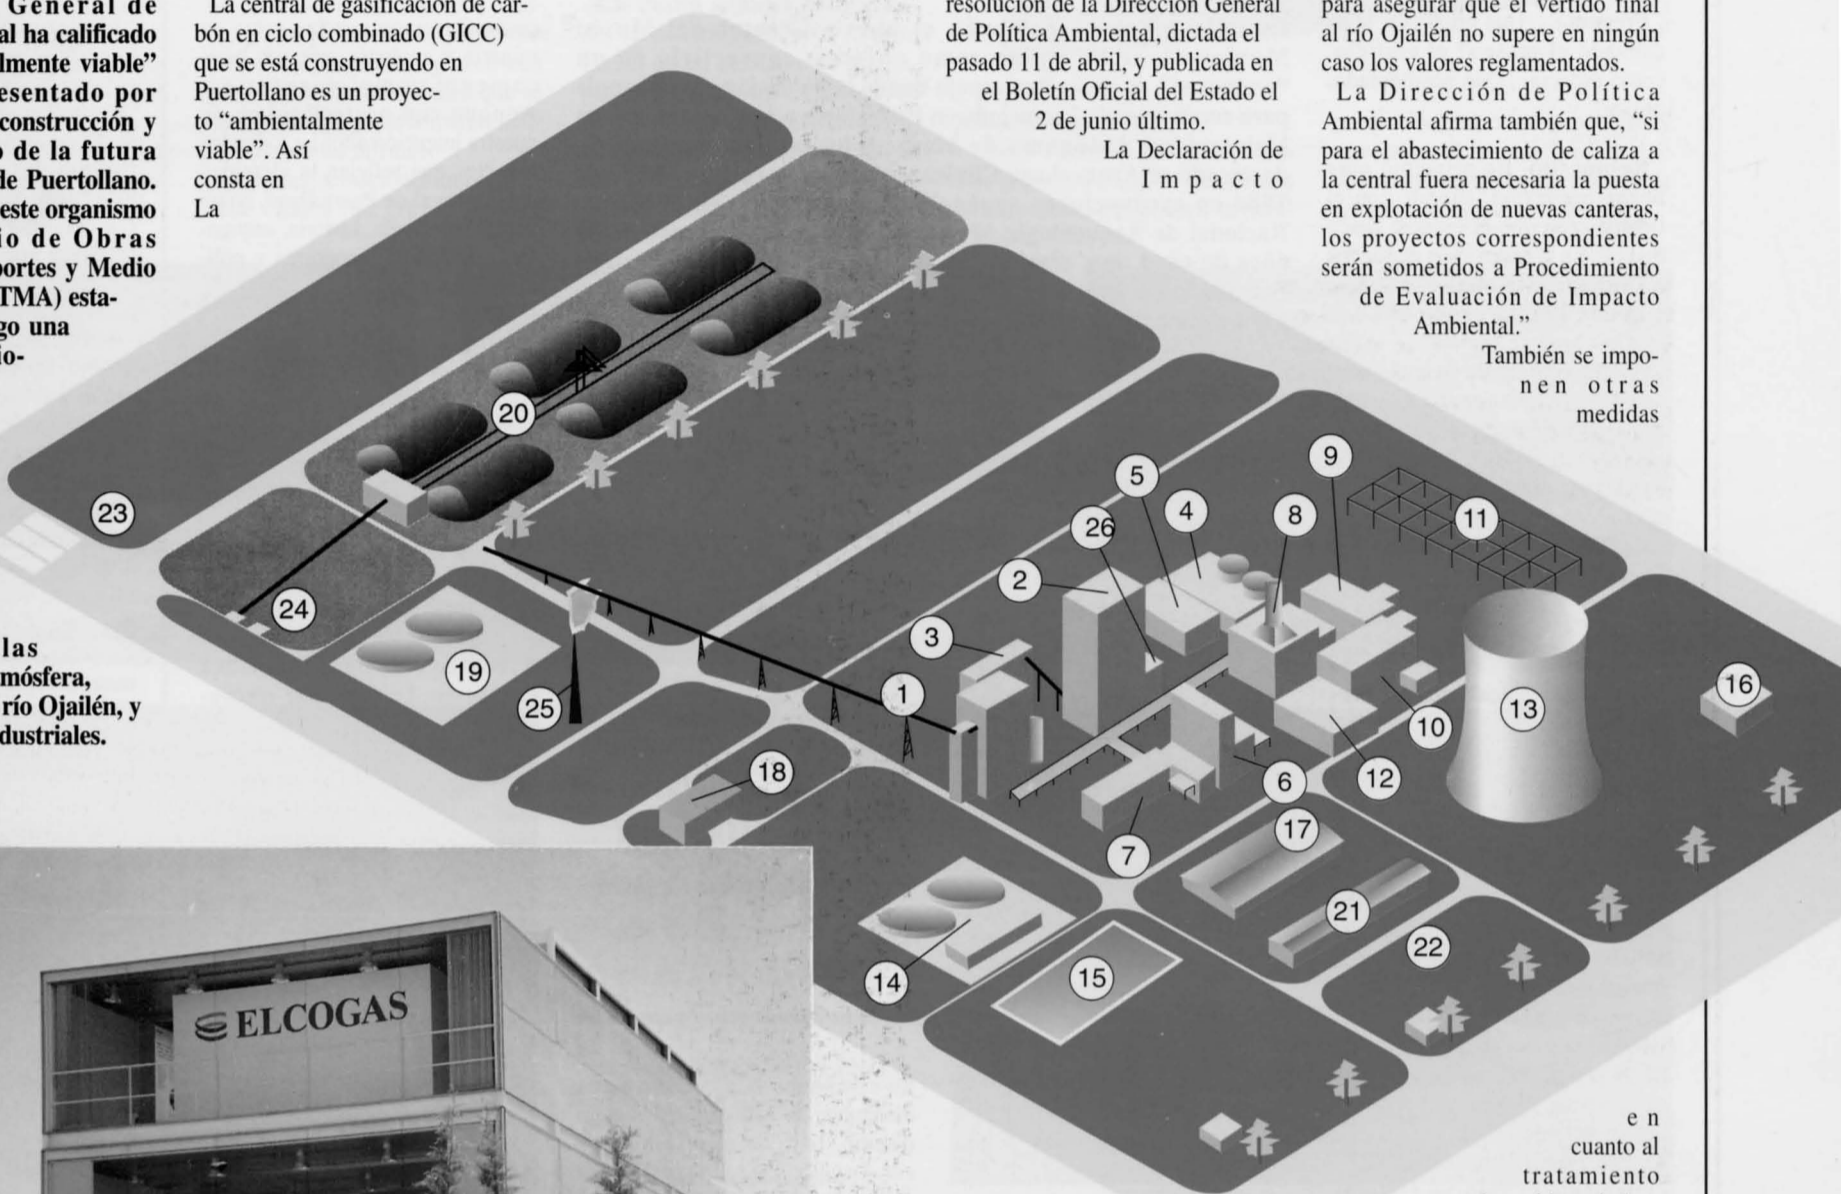 General de
al ha calificado
lmente viable”
esentado por
construcción y
o de la futura
de Puertollano.
este organismo
io de Obras
portes y Medio
TMA) esta-
go una
io-
las
mósfera,
río Ojailén, y
dustriales.
La central de gasificación de car-
bón en ciclo combinado (GICC)
que se está construyendo en
Puertollano es un proyec-
to “ambientalmente
viable”. Así
consta en
La
resolución de la Dirección General
de Política Ambiental, dictada el
pasado 11 de abril, y publicada en
el Boletín Oficial del Estado el
2 de junio último.
La Declaración de
Impacto
para asegurar que el vertido final
al río Ojailén no supere en ningún
caso los valores reglamentados.
La Dirección de Política
Ambiental afirma también que, “si
para el abastecimiento de caliza a
la central fuera necesaria la puesta
en explotación de nuevas canteras,
los proyectos correspondientes
serán sometidos a Procedimiento
de Evaluación de Impacto
Ambiental.”
También se impo-
nen otras
medidas
en
cuanto al
tratamiento
20
23
24
19
25
18
1
3
2
26
5
4
8
9
11
13
16
10
12
6
7
17
21
22
14
15
ELCOGAS